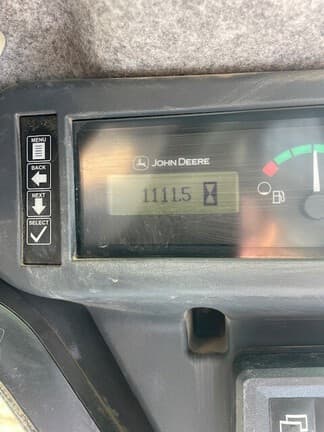 MENU
BACK
NEXT
SELECT
JOHN DEERE
1111.5